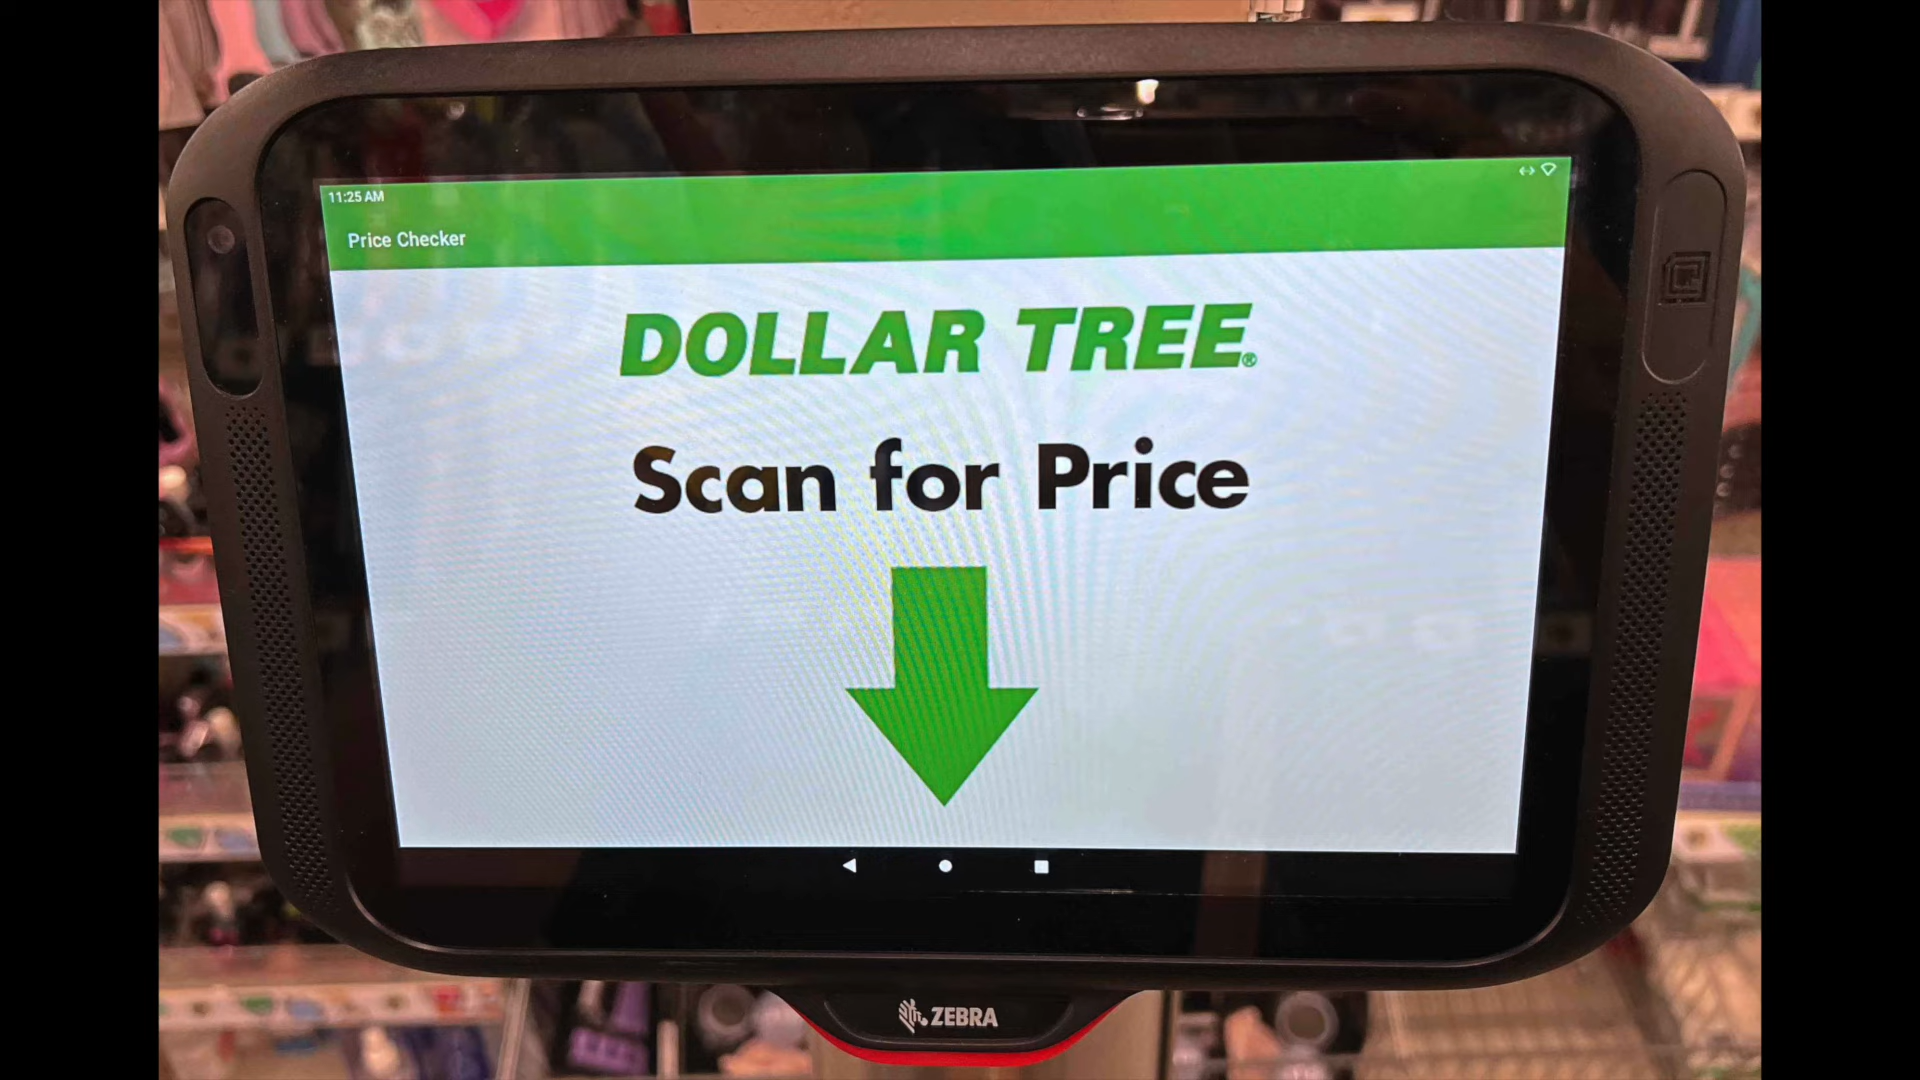 11:25 AM
Price Checker
DOLLAR TREE®
Scan for Price
ZEBRA